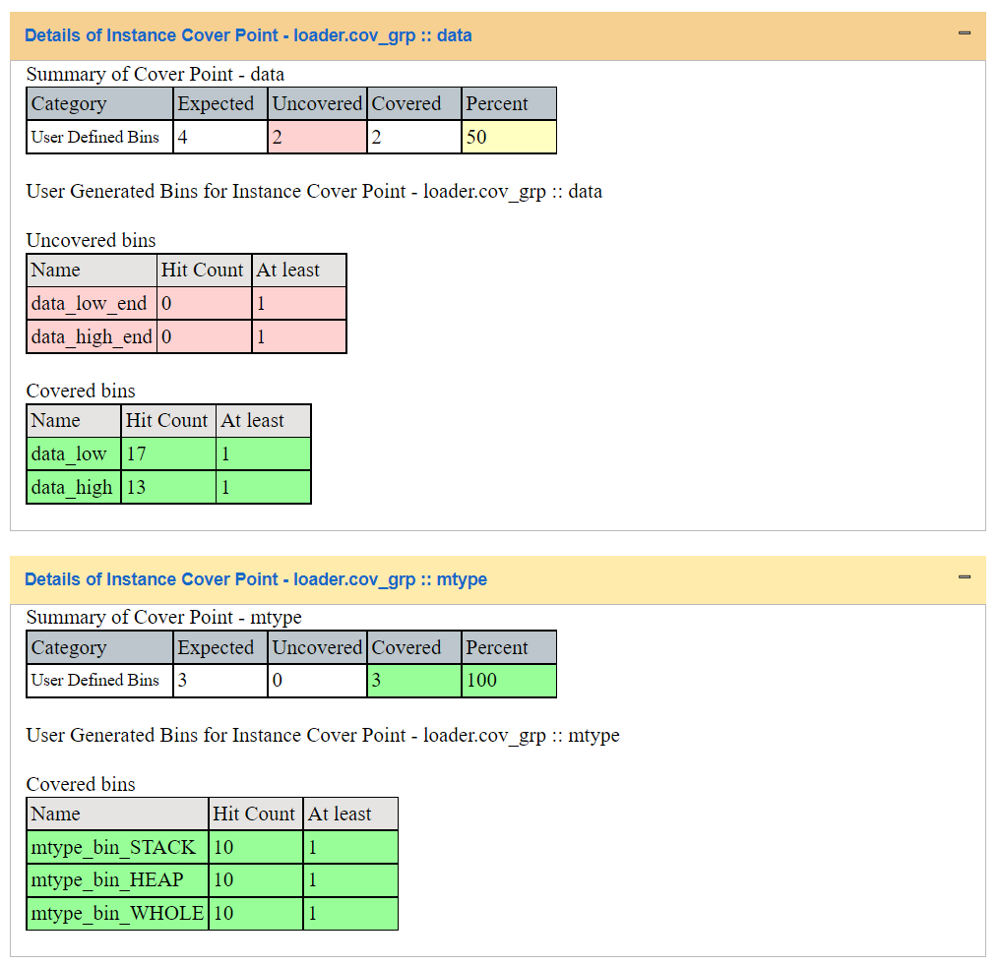 Details of Instance Cover Point - loader.cov_grp :: data
Summary of Cover Point - data
Category Expected Uncovered Covered Percent
User Defined Bins 4 2 2 50
User Generated Bins for Instance Cover Point - loader.cov_grp :: data
Uncovered bins
Name Hit Count At least
data_low_end 0 1
data_high_end 0 1
Covered bins
Name Hit Count At least
data_low 17 1
data_high 13 1
Details of Instance Cover Point - loader.cov_grp :: mtype
Summary of Cover Point - mtype
Category Expected Uncovered Covered Percent
User Defined Bins 3 0 3 100
User Generated Bins for Instance Cover Point - loader.cov_grp :: mtype
Covered bins
Name Hit Count At least
mtype_bin_STACK 10 1
mtype_bin_HEAP 10 1
mtype_bin_WHOLE 10 1